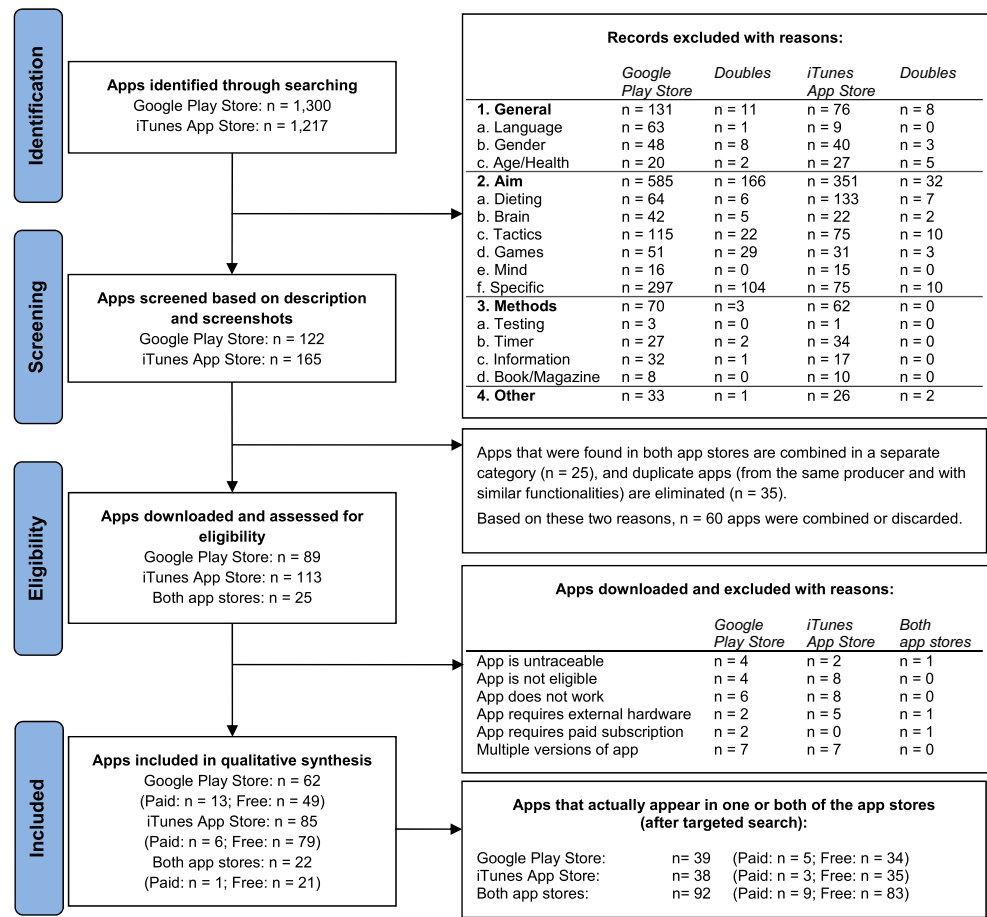 Identification
Apps identified through searching
Google Play Store: n = 1,300
iTunes App Store: n = 1,217
Records excluded with reasons:
Google Play Store Doubles iTunes App Store Doubles
1. General n = 131 n = 11 n = 76 n = 8
a. Language n = 63 n = 1 n = 9 n = 0
b. Gender n = 48 n = 8 n = 40 n = 3
c. Age/Health n = 20 n = 2 n = 27 n = 5
2. Aim n = 585 n = 166 n = 351 n = 32
a. Dieting n = 64 n = 6 n = 133 n = 7
b. Brain n = 42 n = 5 n = 22 n = 2
c. Tactics n = 115 n = 22 n = 75 n = 10
d. Games n = 51 n = 29 n = 31 n = 3
e. Mind n = 16 n = 0 n = 15 n = 0
f. Specific n = 297 n = 104 n = 75 n = 10
3. Methods n = 70 n =3 n = 62 n = 0
a. Testing n = 3 n = 0 n = 1 n = 0
b. Timer n = 27 n = 2 n = 34 n = 0
c. Information n = 32 n = 1 n = 17 n = 0
d. Book/Magazine n = 8 n = 0 n = 10 n = 0
4. Other n = 33 n = 1 n = 26 n = 2
Screening
Apps screened based on description
and screenshots
Google Play Store: n = 122
iTunes App Store: n = 165
Apps that were found in both app stores are combined in a separate
category (n = 25), and duplicate apps (from the same producer and with
similar functionalities) are eliminated (n = 35).
Based on these two reasons, n = 60 apps were combined or discarded.
Eligibility
Apps downloaded and assessed for
eligibility
Google Play Store: n = 89
iTunes App Store: n = 113
Both app stores: n = 25
Apps downloaded and excluded with reasons:
Google Play Store iTunes App Store Both app stores
App is untraceable n = 4 n = 2 n = 1
App is not eligible n = 4 n = 8 n = 0
App does not work n = 6 n = 8 n = 0
App requires external hardware n = 2 n = 5 n = 1
App requires paid subscription n = 2 n = 0 n = 1
Multiple versions of app n = 7 n = 7 n = 0
Included
Apps included in qualitative synthesis
Google Play Store: n = 62
(Paid: n = 13; Free: n = 49)
iTunes App Store: n = 85
(Paid: n = 6; Free: n = 79)
Both app stores: n = 22
(Paid: n = 1; Free: n = 21)
Apps that actually appear in one or both of the app stores
(after targeted search):
Google Play Store: n= 39 (Paid: n = 5; Free: n = 34)
iTunes App Store: n = 38 (Paid: n = 3; Free: n = 35)
Both app stores: n = 92 (Paid: n = 9; Free: n = 83)